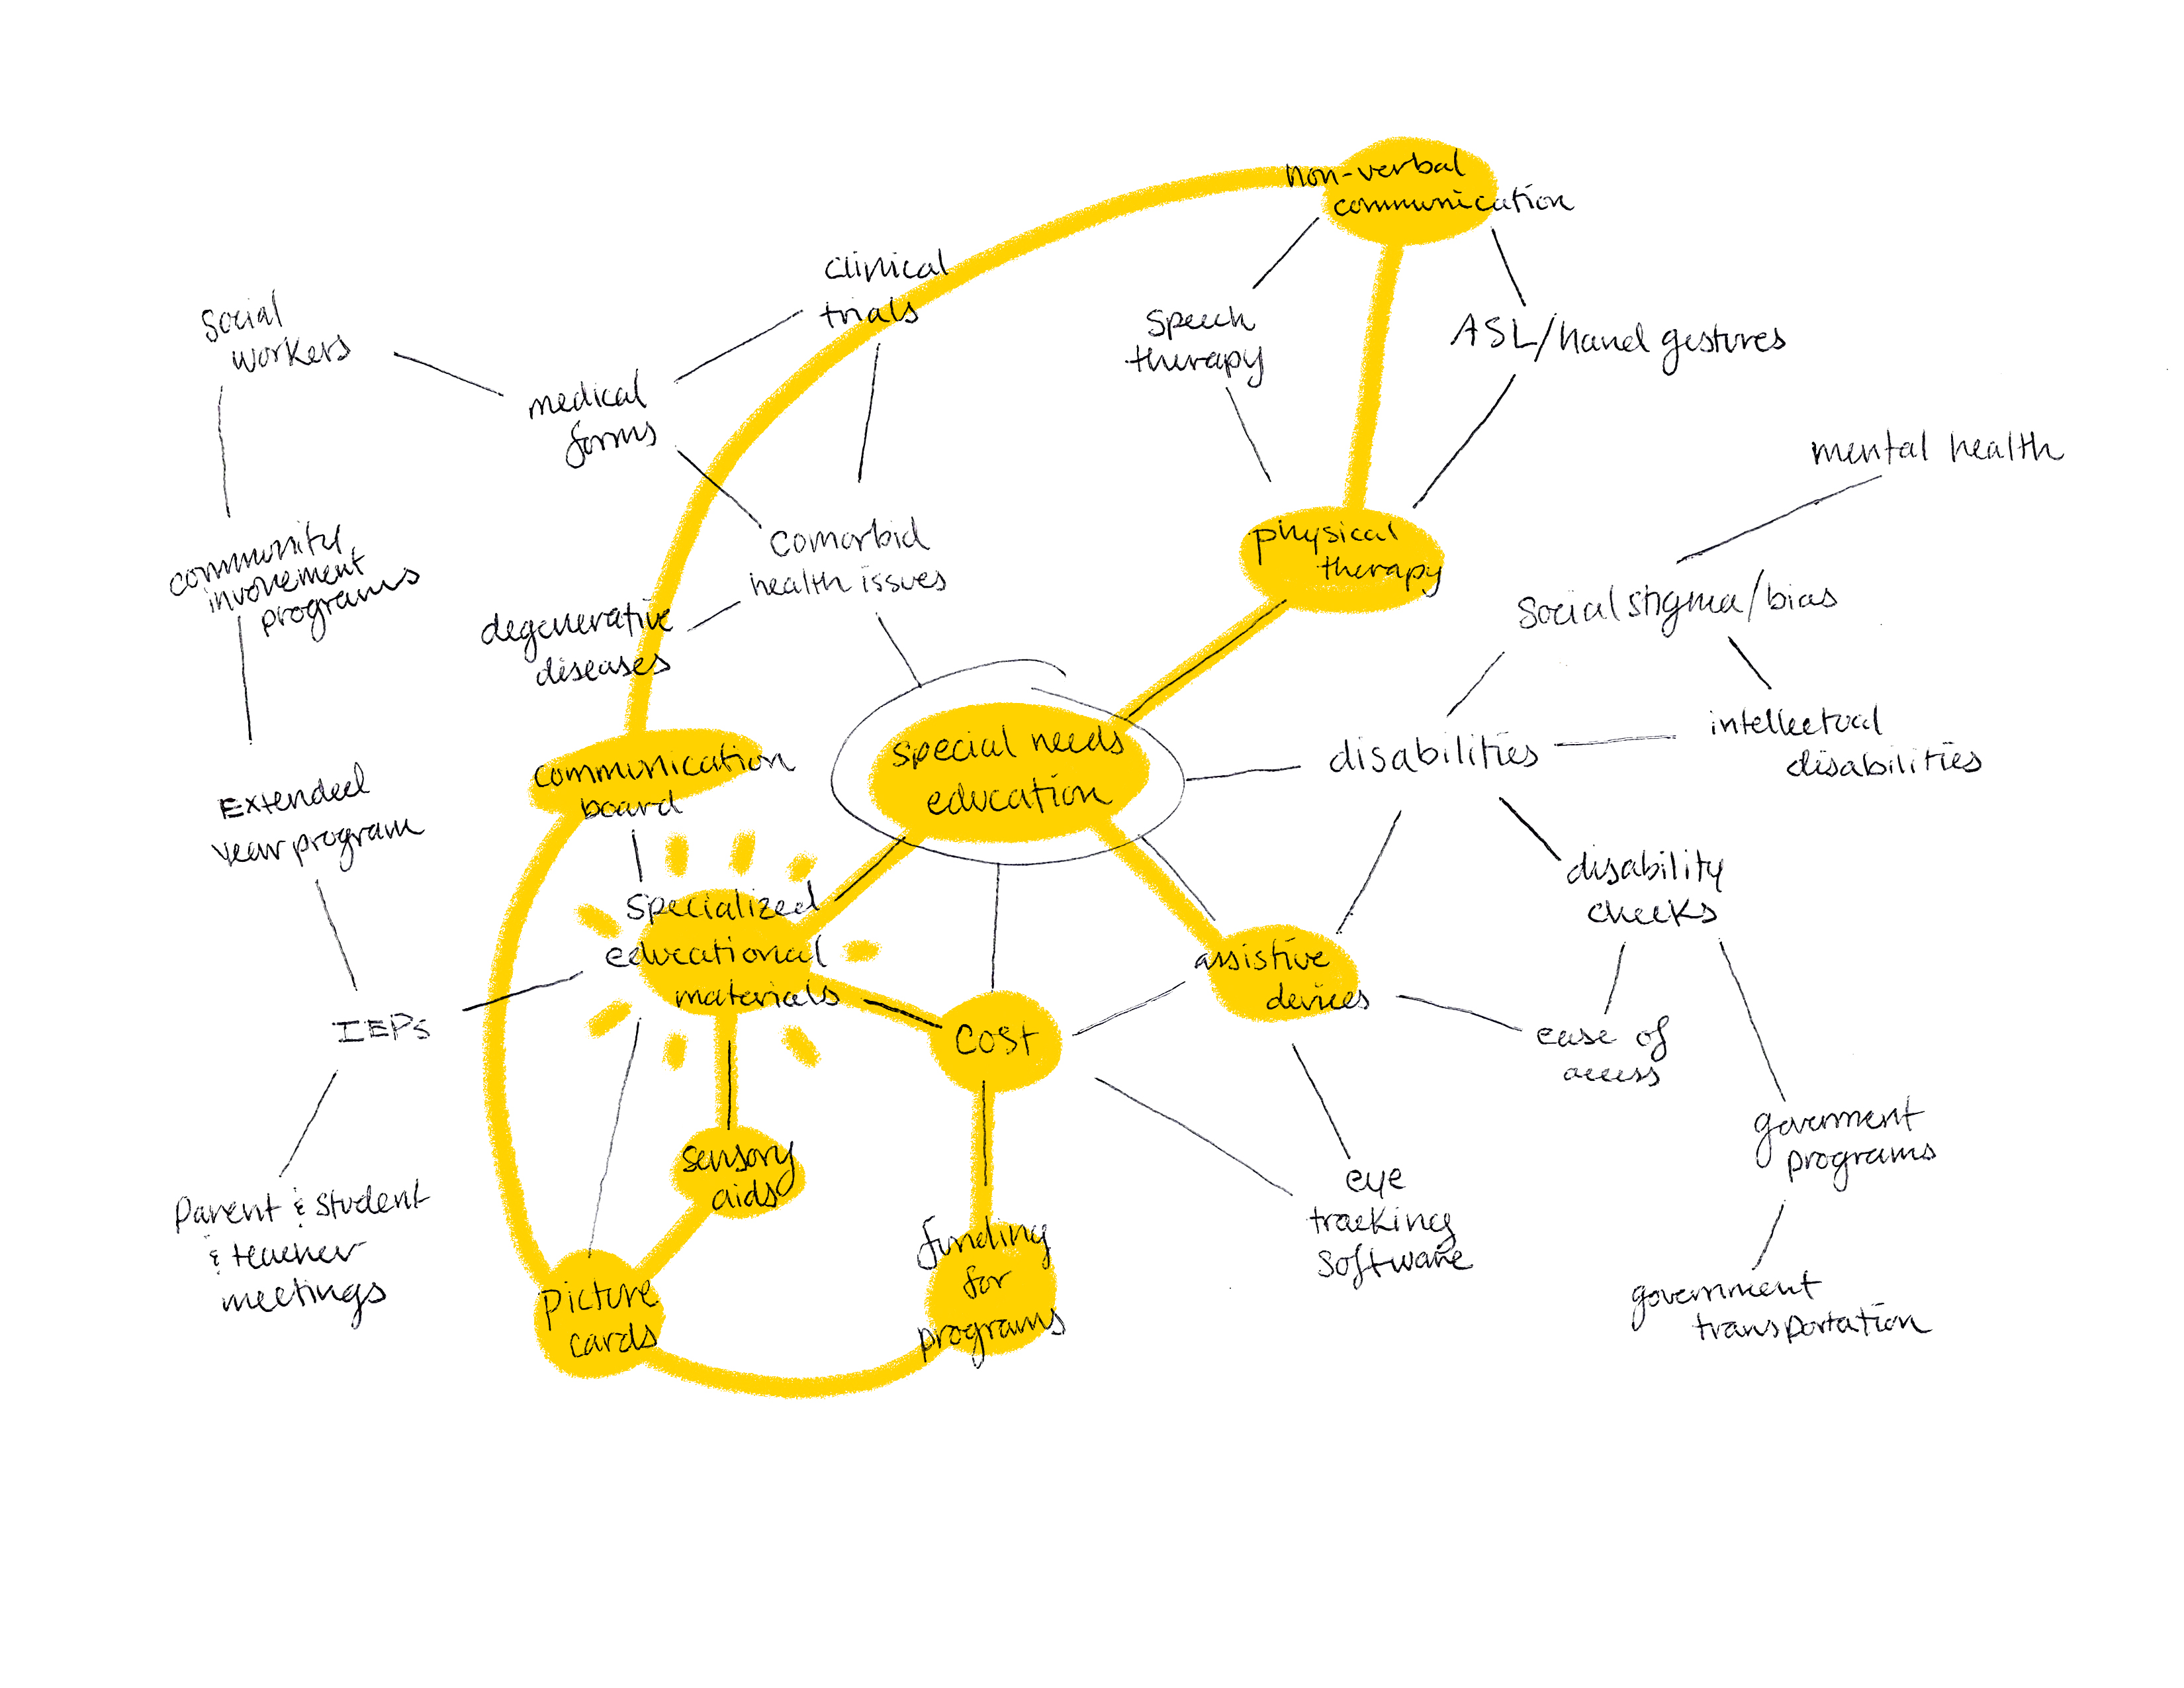 non-verbal
communication
clinical
trials
Social
workers
speech
therapy
ASL/hand gestures
medical
forms
mental health
comorbid
health issues
physical
therapy
community
involvement
programs
degenerative
diseases
social stigma/bias
special needs
education
disabilities
intellectual
disabilities
communication
board
Extended
year program
specialized
educational
materials
disability
checks
assistive
devices
IEPs
cost
ease of
access
goverment
programs
sensory
aids
eye
tracking
software
Parent & student
& teacher
meetings
funding
for
programs
picture
cards
government
transportation